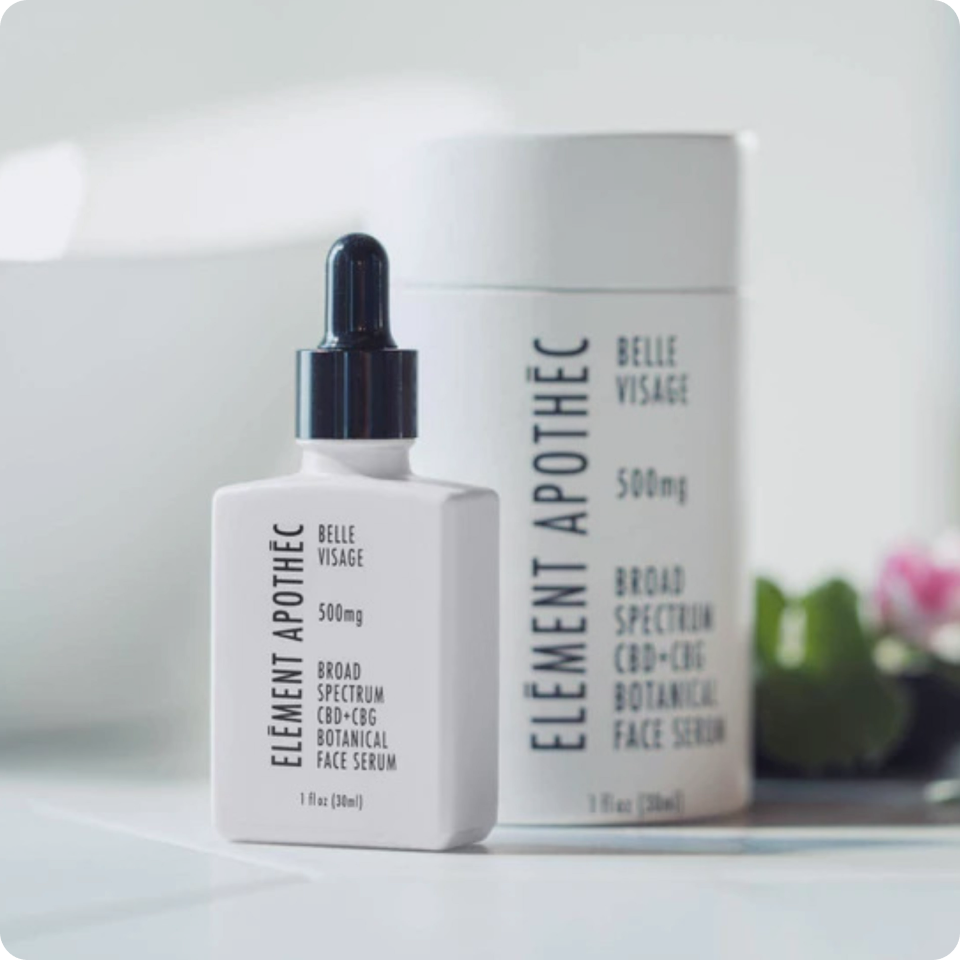 ELĒMENT APOTHĒC
BELLE
VISAGE
500mg
BROAD
SPECTRUM
CBD+CBG
BOTANICAL
FACE SERUM
1 fl oz (30ml)
ELĒMENT APOTHĒC
BELLE
VISAGE
500mg
BROAD
SPECTRUM
CBD+CBG
BOTANICAL
FACE SERUM
1 fl oz (30ml)